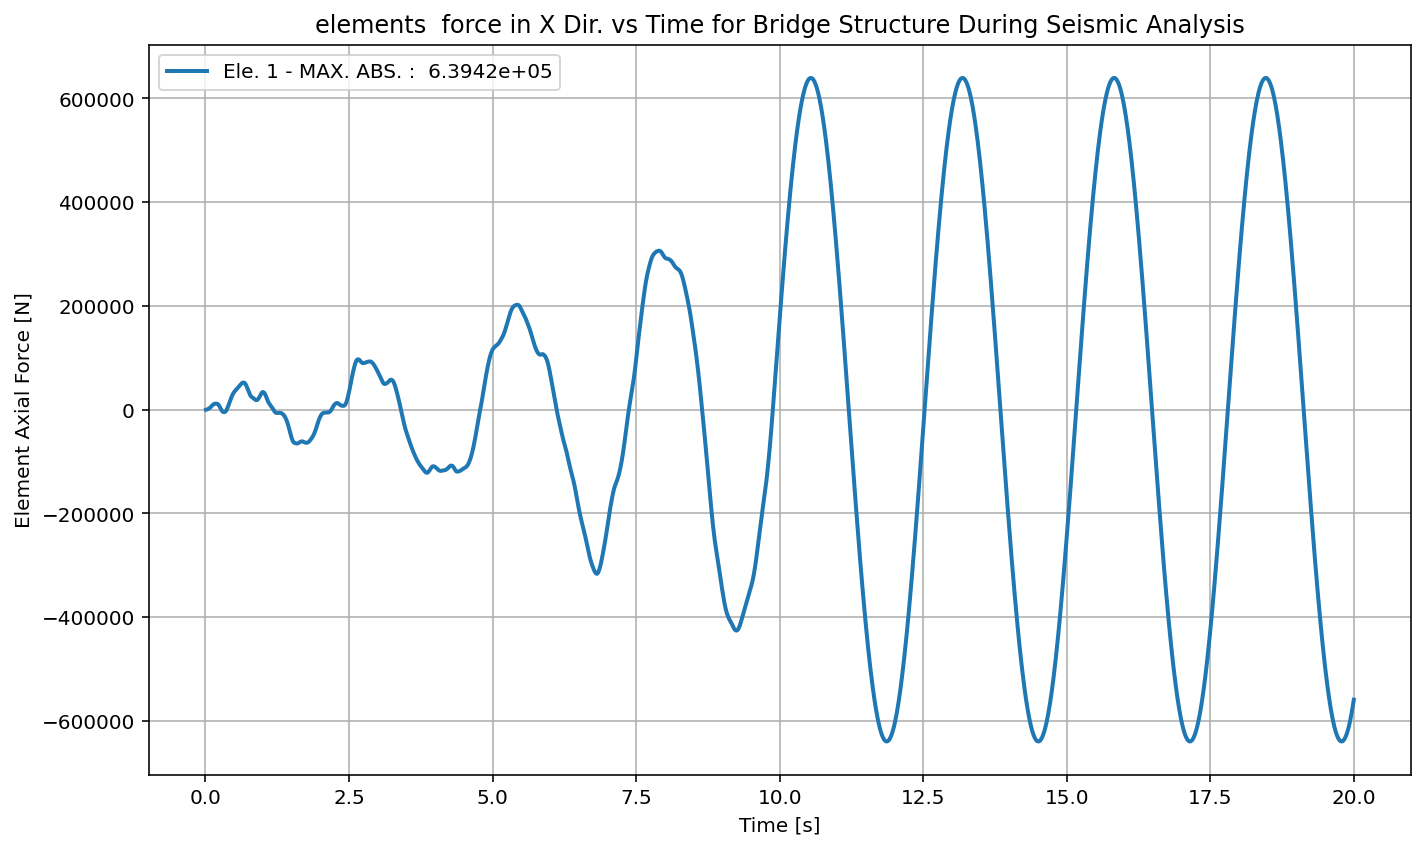 elements  force in X Dir. vs Time for Bridge Structure During Seismic Analysis
Ele. 1 - MAX. ABS. :  6.3942e+05
Element Axial Force [N]
600000
400000
200000
0
−200000
−400000
−600000
0.0 2.5 5.0 7.5 10.0 12.5 15.0 17.5 20.0
Time [s]